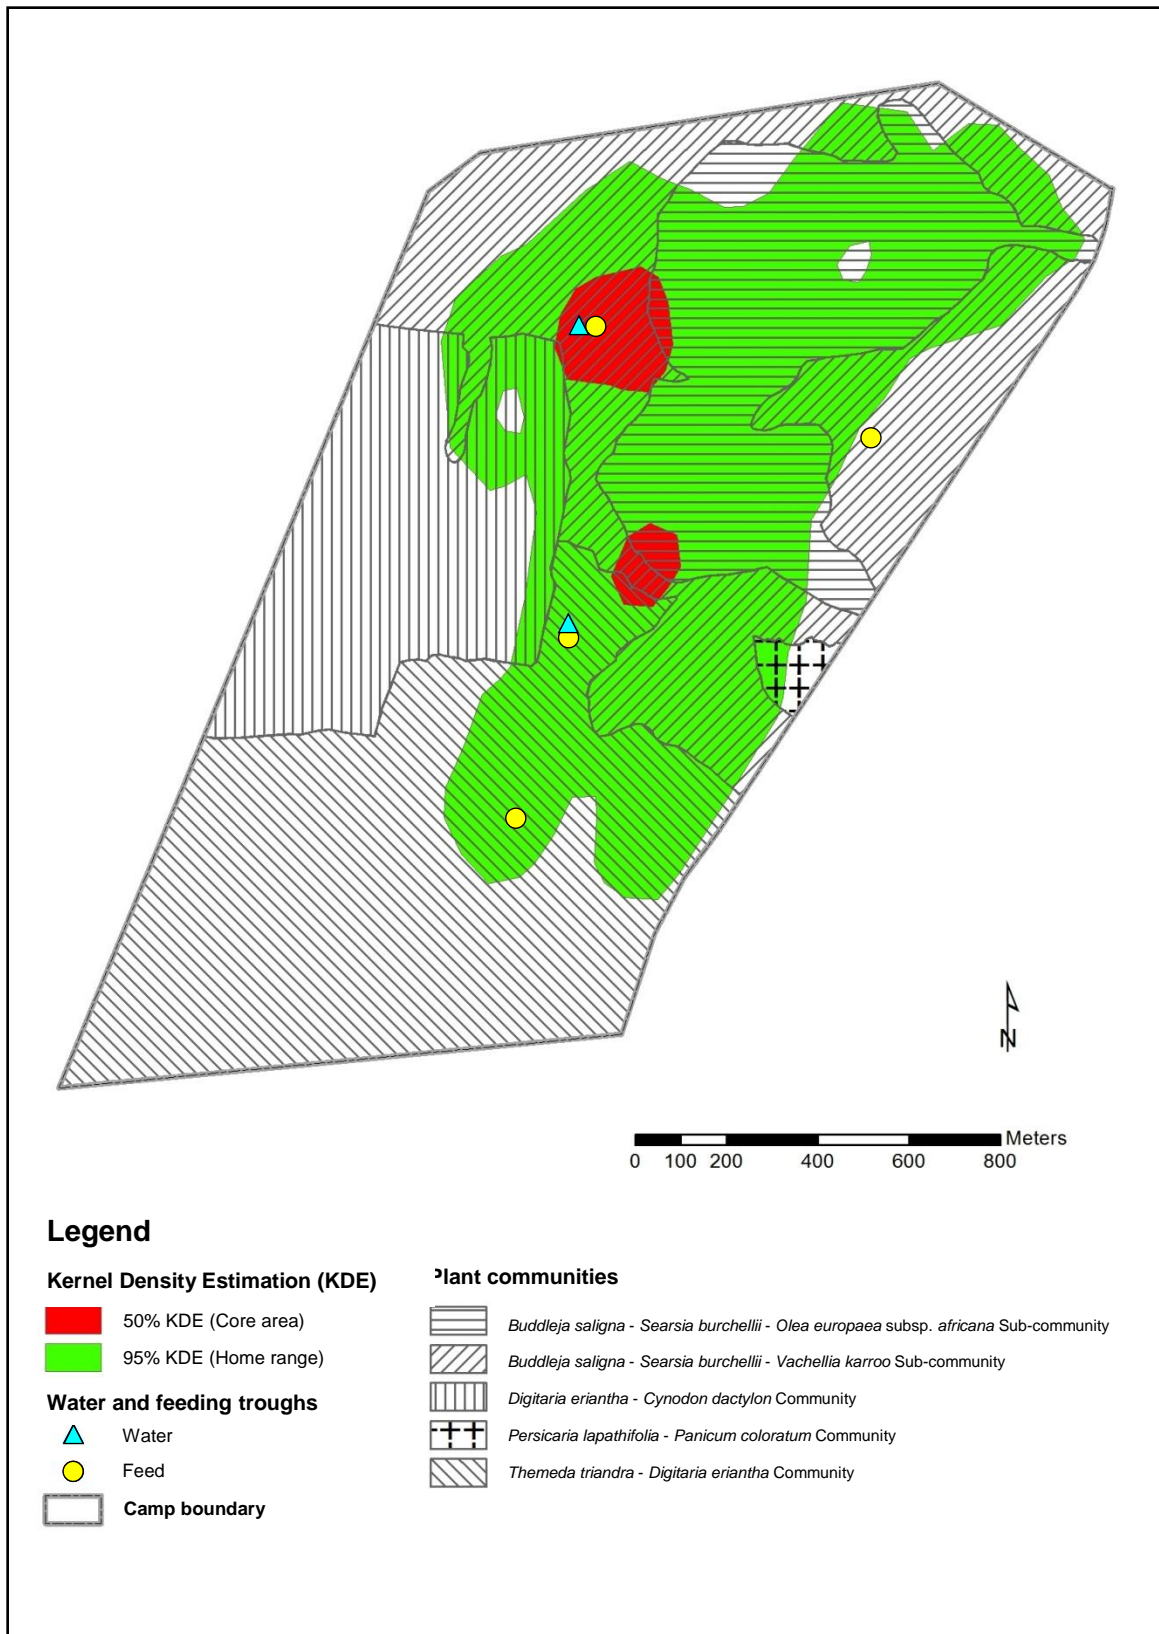 N
Meters
0 100 200 400 600 800
Legend
Kernel Density Estimation (KDE)
50% KDE (Core area)
95% KDE (Home range)
Water and feeding troughs
Water
Feed
Camp boundary
Plant communities
Buddleja saligna - Searsia burchellii - Olea europaea subsp. africana Sub-community
Buddleja saligna - Searsia burchellii - Vachellia karroo Sub-community
Digitaria eriantha - Cynodon dactylon Community
Persicaria lapathifolia - Panicum coloratum Community
Themeda triandra - Digitaria eriantha Community